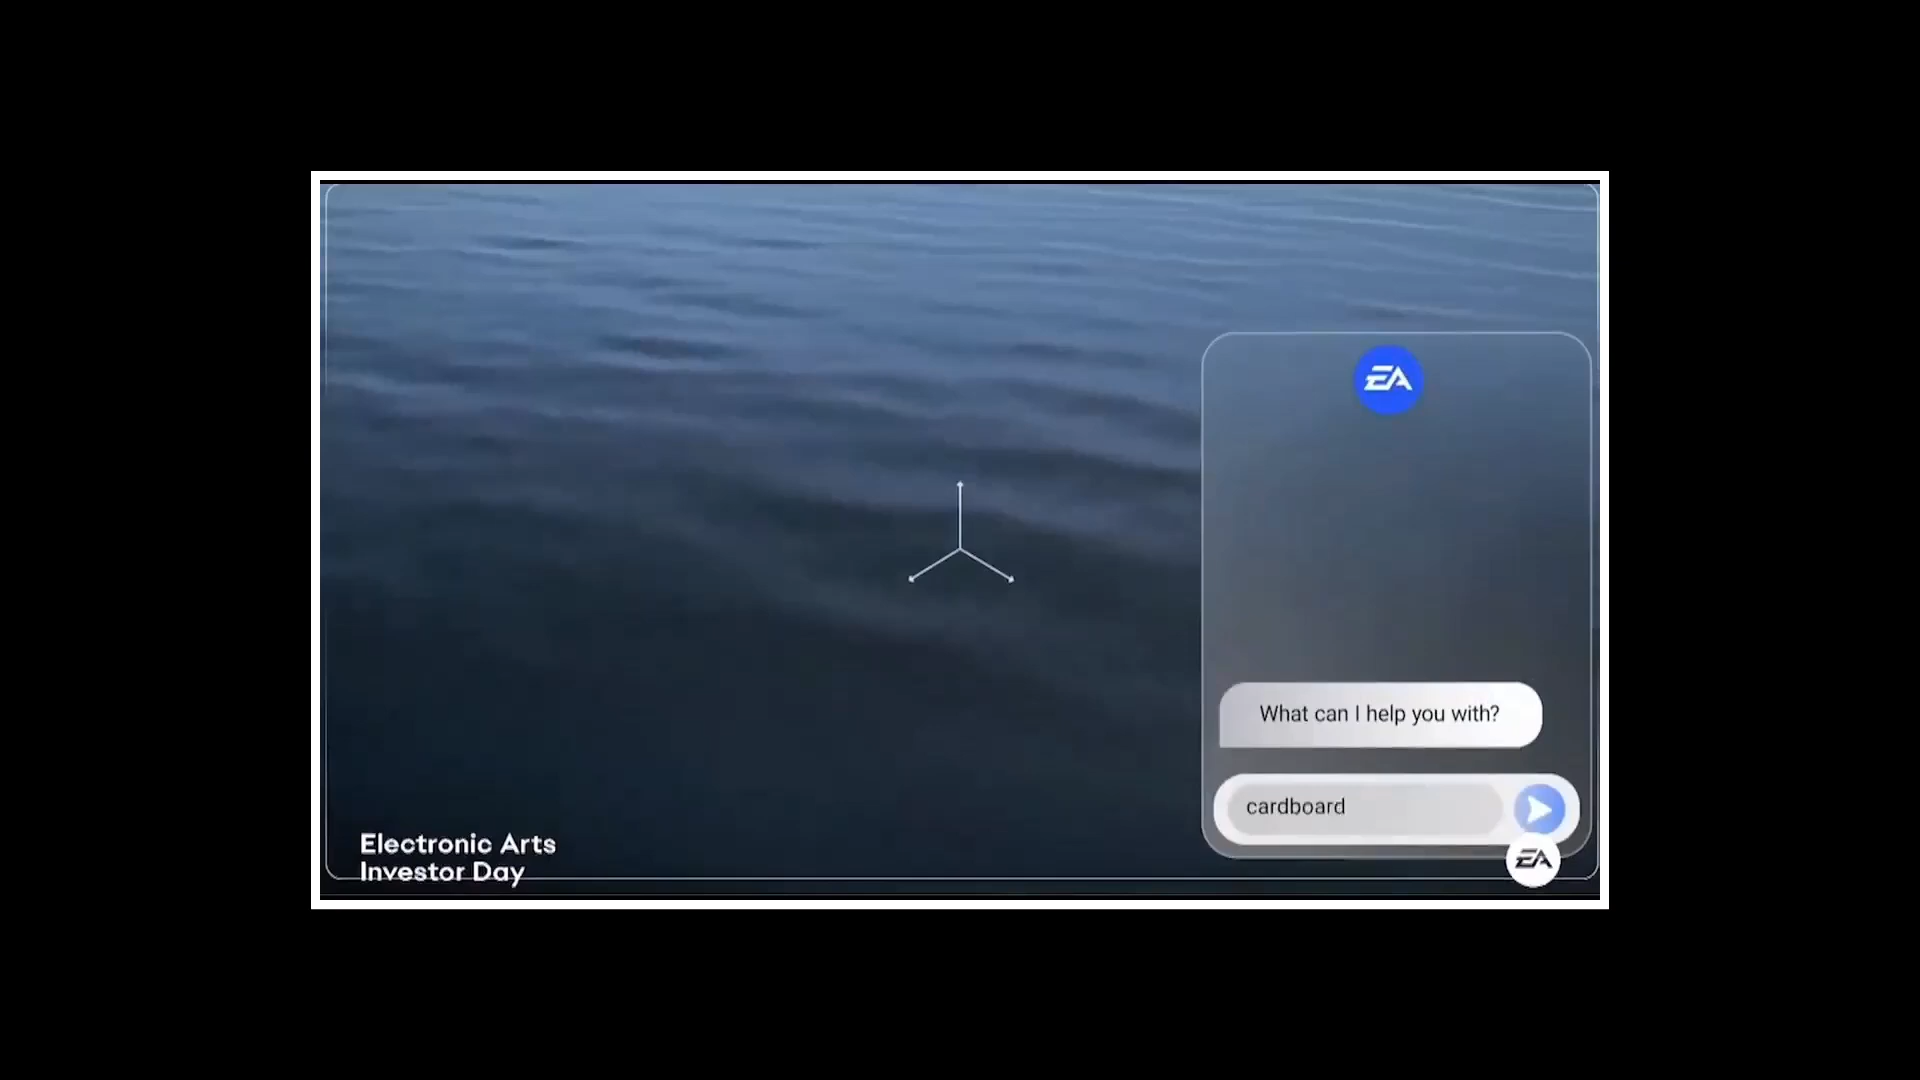 EA
What can I help you with?
cardboard
EA
Electronic Arts
Investor Day